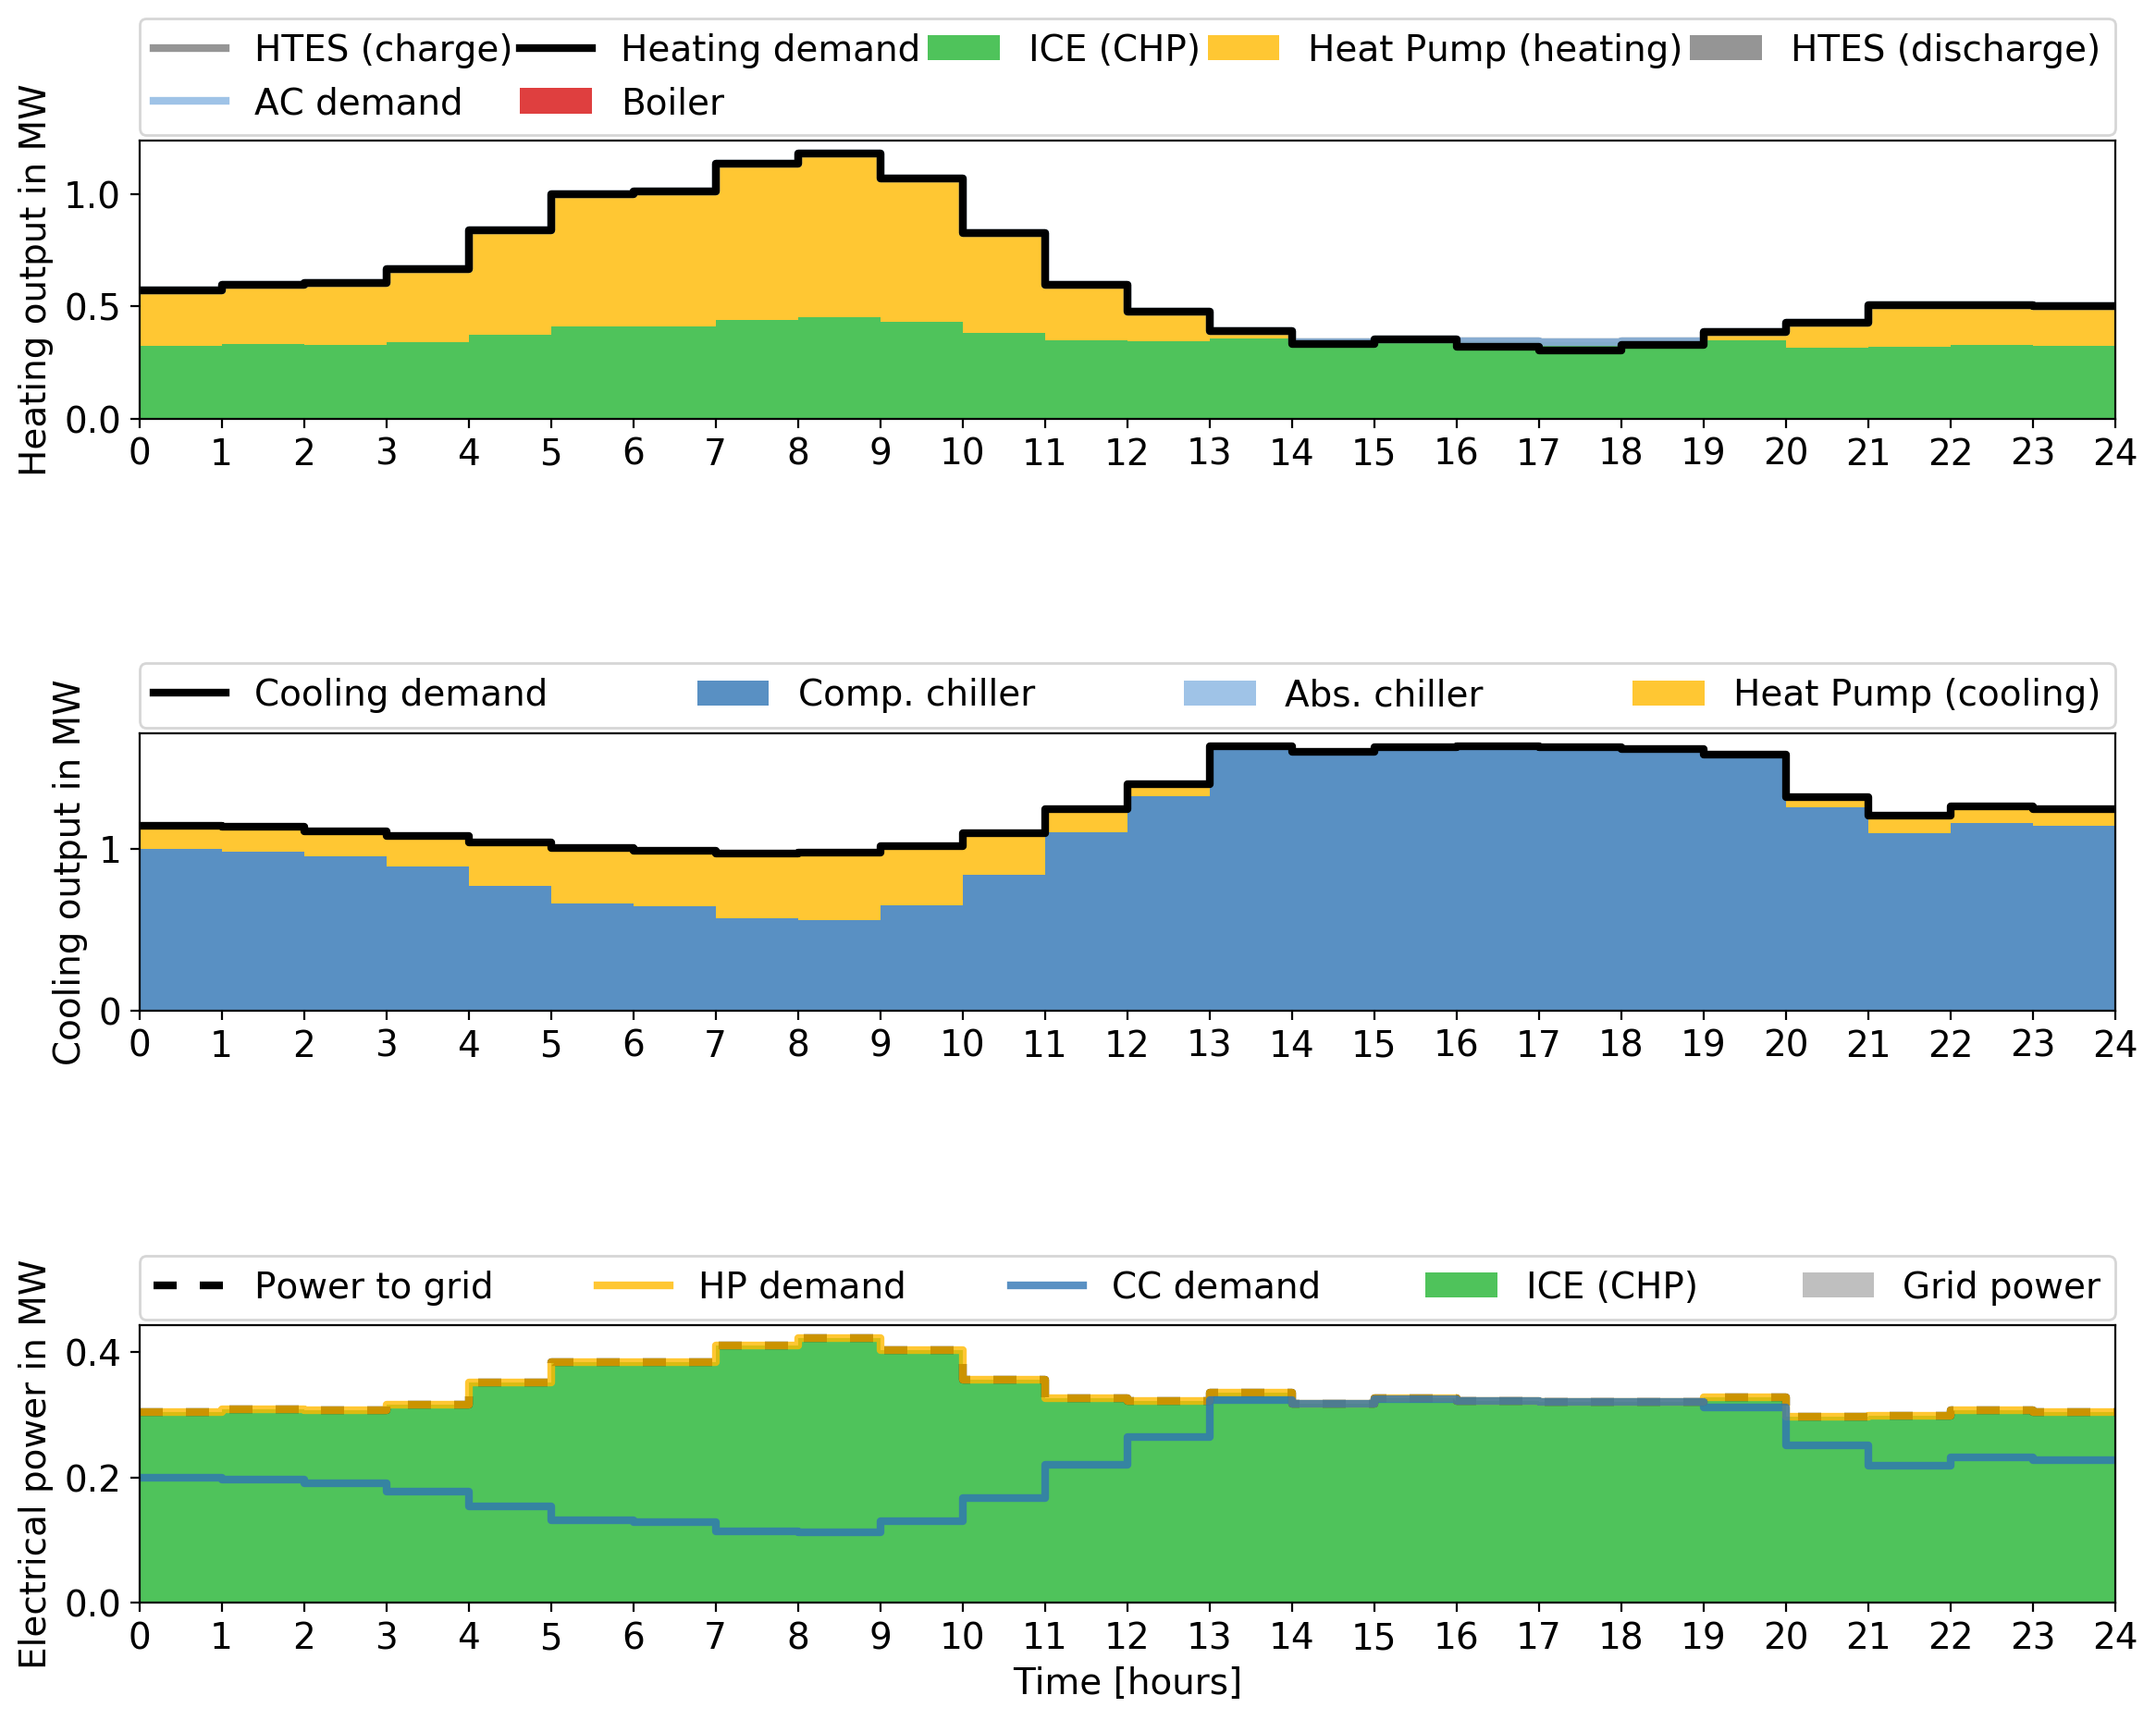 HTES (charge) Heating demand ICE (CHP) Heat Pump (heating) HTES (discharge)
AC demand Boiler
Heating output in MW
1.0
0.5
0.0
0 1 2 3 4 5 6 7 8 9 10 11 12 13 14 15 16 17 18 19 20 21 22 23 24
Cooling demand Comp. chiller Abs. chiller Heat Pump (cooling)
Cooling output in MW
1
0
0 1 2 3 4 5 6 7 8 9 10 11 12 13 14 15 16 17 18 19 20 21 22 23 24
Power to grid HP demand CC demand ICE (CHP) Grid power
Electrical power in MW
0.4
0.2
0.0
0 1 2 3 4 5 6 7 8 9 10 11 12 13 14 15 16 17 18 19 20 21 22 23 24
Time [hours]